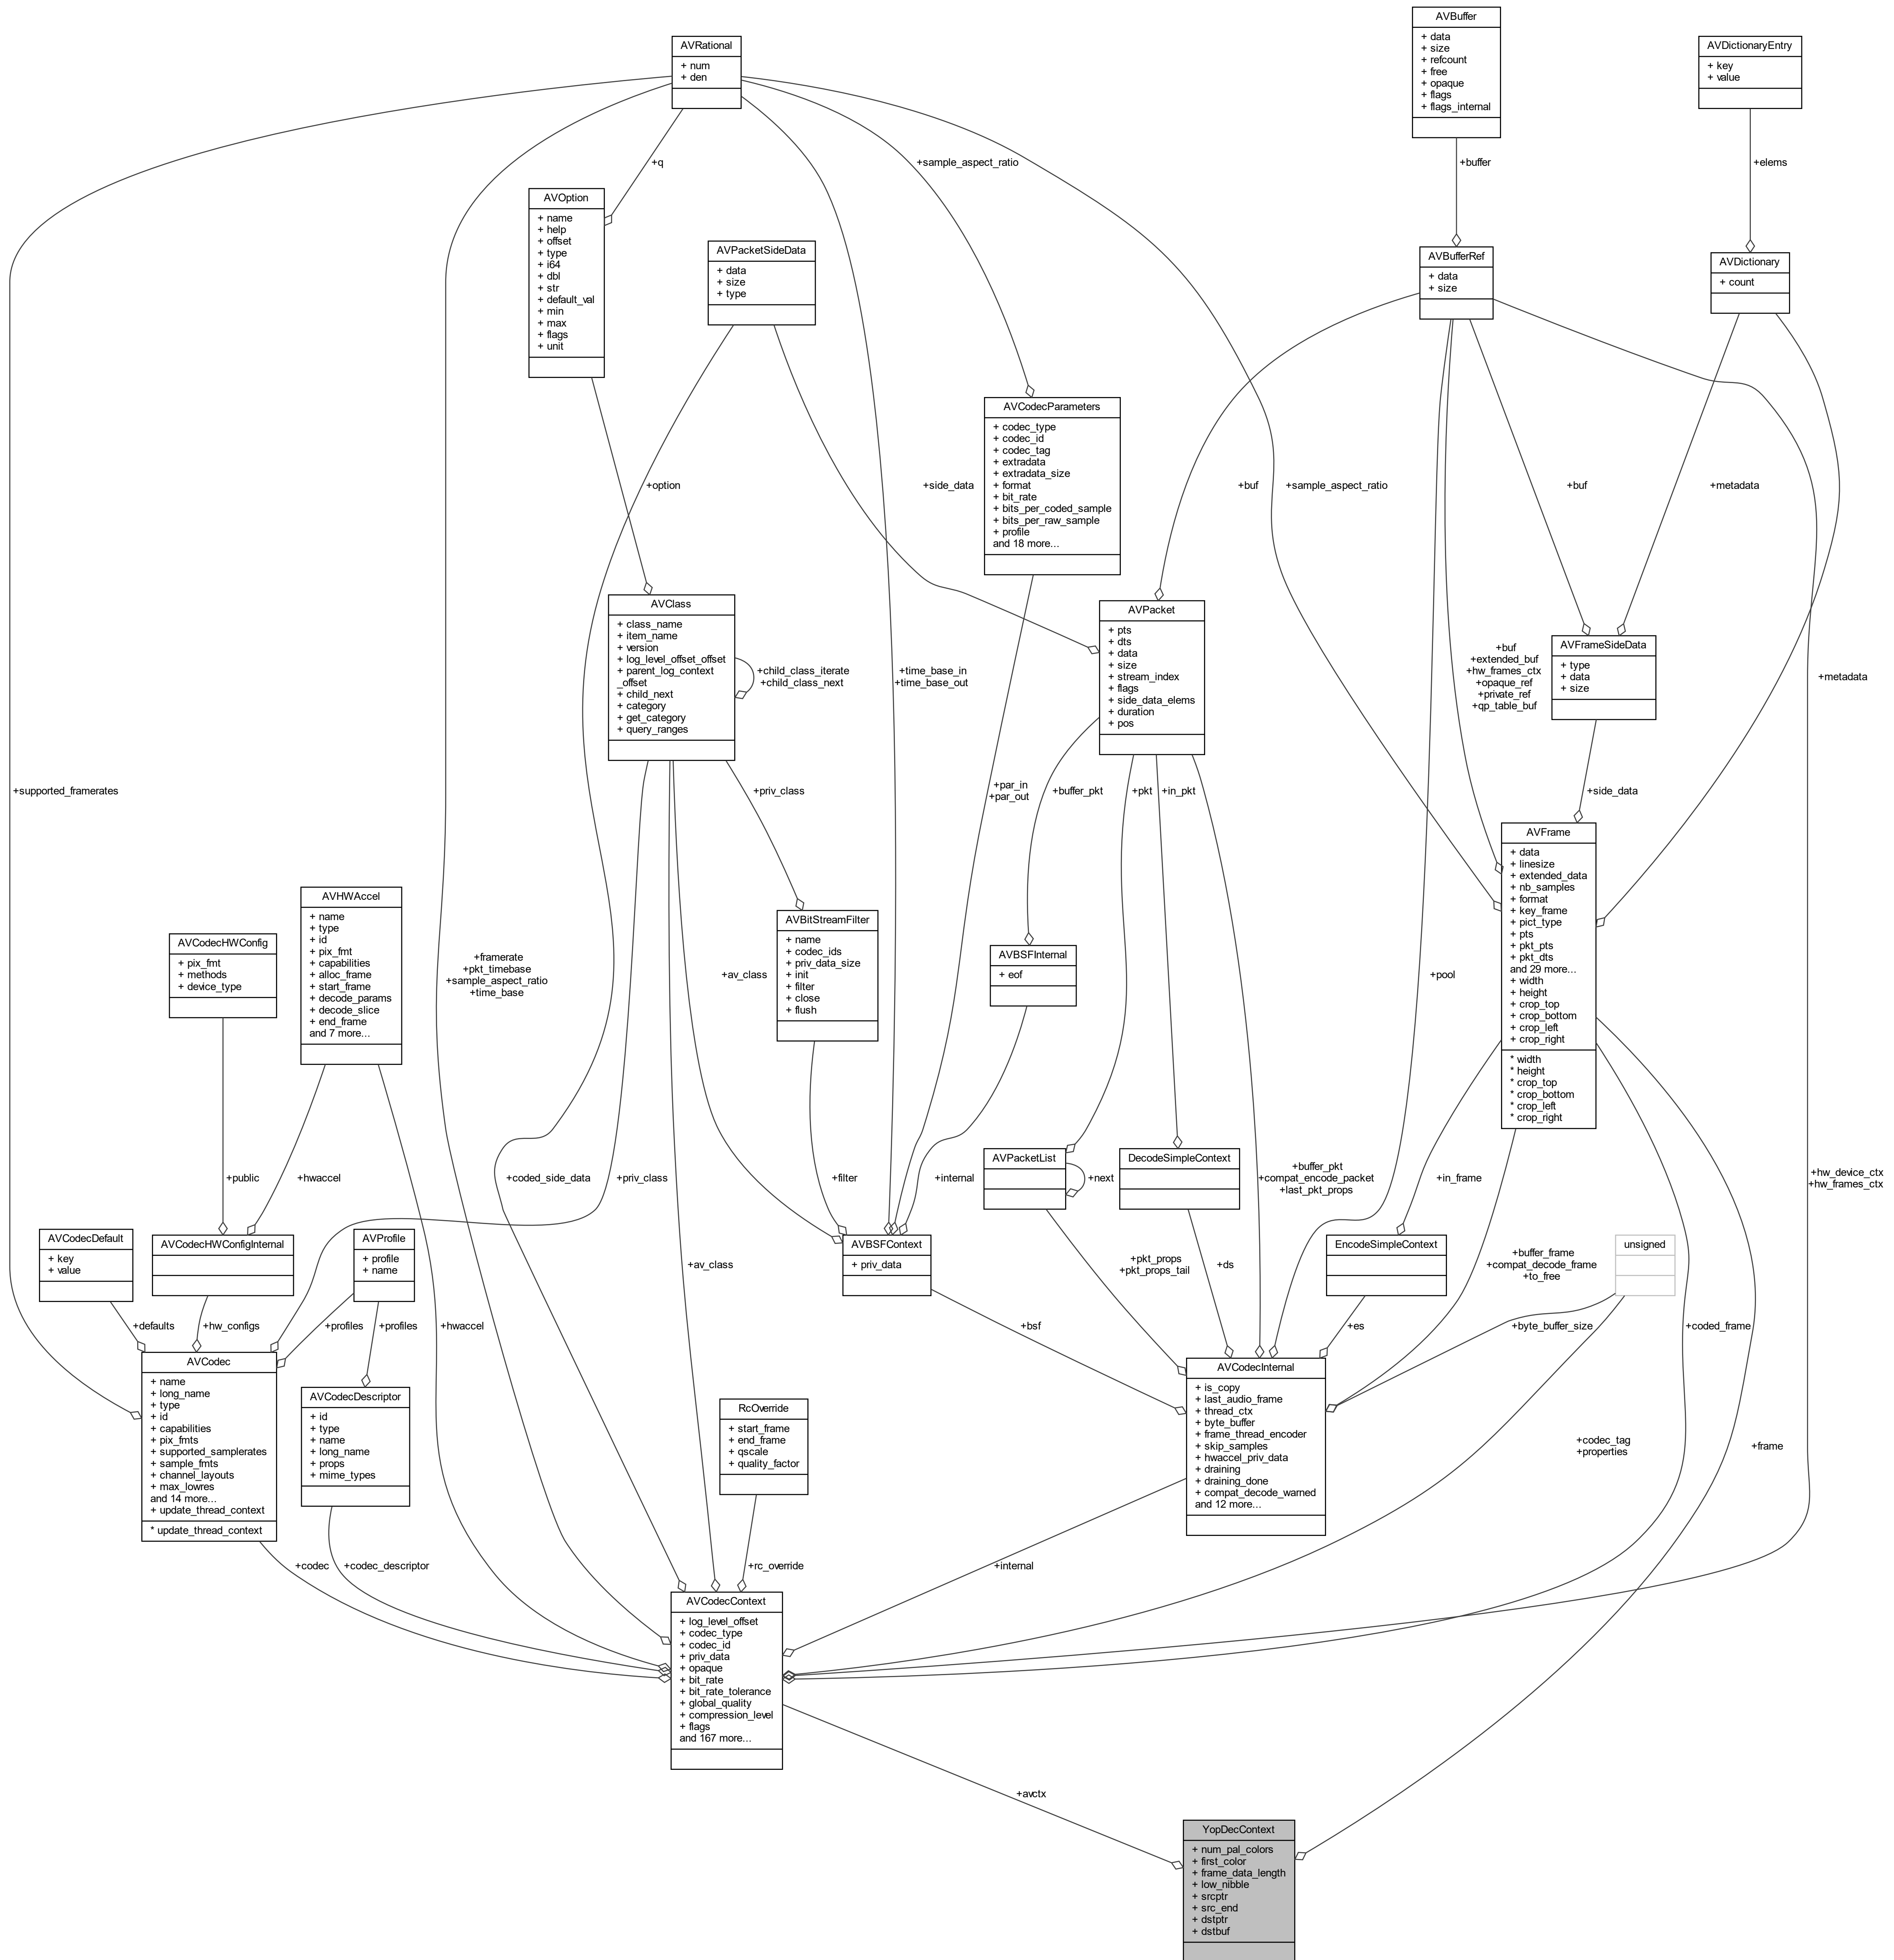 AVBuffer
+ data
+ size
+ refcount
+ free
+ opaque
+ flags
+ flags_internal
AVRational
+ num
+ den
AVDictionaryEntry
+ key
+ value
+q
+sample_aspect_ratio
+buffer
+elems
AVOption
+ name
+ help
+ offset
+ type
+ i64
+ dbl
+ str
+ default_val
+ min
+ max
+ flags
+ unit
AVPacketSideData
+ data
+ size
+ type
AVBufferRef
+ data
+ size
AVDictionary
+ count
AVCodecParameters
+ codec_type
+ codec_id
+ codec_tag
+ extradata
+ extradata_size
+ format
+ bit_rate
+ bits_per_coded_sample
+ bits_per_raw_sample
+ profile
and 18 more...
+option
+side_data
+buf
+sample_aspect_ratio
+buf
+metadata
AVClass
+ class_name
+ item_name
+ version
+ log_level_offset_offset
+ parent_log_context
_offset
+ child_next
+ category
+ get_category
+ query_ranges
+child_class_iterate
+child_class_next
+time_base_in
+time_base_out
AVPacket
+ pts
+ dts
+ data
+ size
+ stream_index
+ flags
+ side_data_elems
+ duration
+ pos
+buf
+extended_buf
+hw_frames_ctx
+opaque_ref
+private_ref
+qp_table_buf
AVFrameSideData
+ type
+ data
+ size
+metadata
+supported_framerates
+priv_class
+par_in
+par_out
+buffer_pkt
+pkt
+in_pkt
+side_data
AVFrame
+ data
+ linesize
+ extended_data
+ nb_samples
+ format
+ key_frame
+ pict_type
+ pts
+ pkt_pts
+ pkt_dts
and 29 more...
+ width
+ height
+ crop_top
+ crop_bottom
+ crop_left
+ crop_right
* width
* height
* crop_top
* crop_bottom
* crop_left
* crop_right
AVCodecHWConfig
+ pix_fmt
+ methods
+ device_type
AVHWAccel
+ name
+ type
+ id
+ pix_fmt
+ capabilities
+ alloc_frame
+ start_frame
+ decode_params
+ decode_slice
+ end_frame
and 7 more...
+framerate
+pkt_timebase
+sample_aspect_ratio
+time_base
+av_class
AVBitStreamFilter
+ name
+ codec_ids
+ priv_data_size
+ init
+ filter
+ close
+ flush
AVBSFInternal
+ eof
+pool
+public
+hwaccel
+coded_side_data
+priv_class
+filter
+internal
AVPacketList
+next
DecodeSimpleContext
+buffer_pkt
+compat_encode_packet
+last_pkt_props
+in_frame
+hw_device_ctx
+hw_frames_ctx
AVCodecDefault
+ key
+ value
AVCodecHWConfigInternal
AVProfile
+ profile
+ name
+av_class
AVBSFContext
+ priv_data
+pkt_props
+pkt_props_tail
+ds
EncodeSimpleContext
+buffer_frame
+compat_decode_frame
+to_free
unsigned
+defaults
+hw_configs
+profiles
+profiles
+hwaccel
+bsf
+es
+byte_buffer_size
+coded_frame
AVCodec
+ name
+ long_name
+ type
+ id
+ capabilities
+ pix_fmts
+ supported_samplerates
+ sample_fmts
+ channel_layouts
+ max_lowres
and 14 more...
+ update_thread_context
* update_thread_context
AVCodecDescriptor
+ id
+ type
+ name
+ long_name
+ props
+ mime_types
RcOverride
+ start_frame
+ end_frame
+ qscale
+ quality_factor
AVCodecInternal
+ is_copy
+ last_audio_frame
+ thread_ctx
+ byte_buffer
+ frame_thread_encoder
+ skip_samples
+ hwaccel_priv_data
+ draining
+ draining_done
+ compat_decode_warned
and 12 more...
+codec_tag
+properties
+frame
+codec
+codec_descriptor
+rc_override
+internal
AVCodecContext
+ log_level_offset
+ codec_type
+ codec_id
+ priv_data
+ opaque
+ bit_rate
+ bit_rate_tolerance
+ global_quality
+ compression_level
+ flags
and 167 more...
+avctx
YopDecContext
+ num_pal_colors
+ first_color
+ frame_data_length
+ low_nibble
+ srcptr
+ src_end
+ dstptr
+ dstbuf